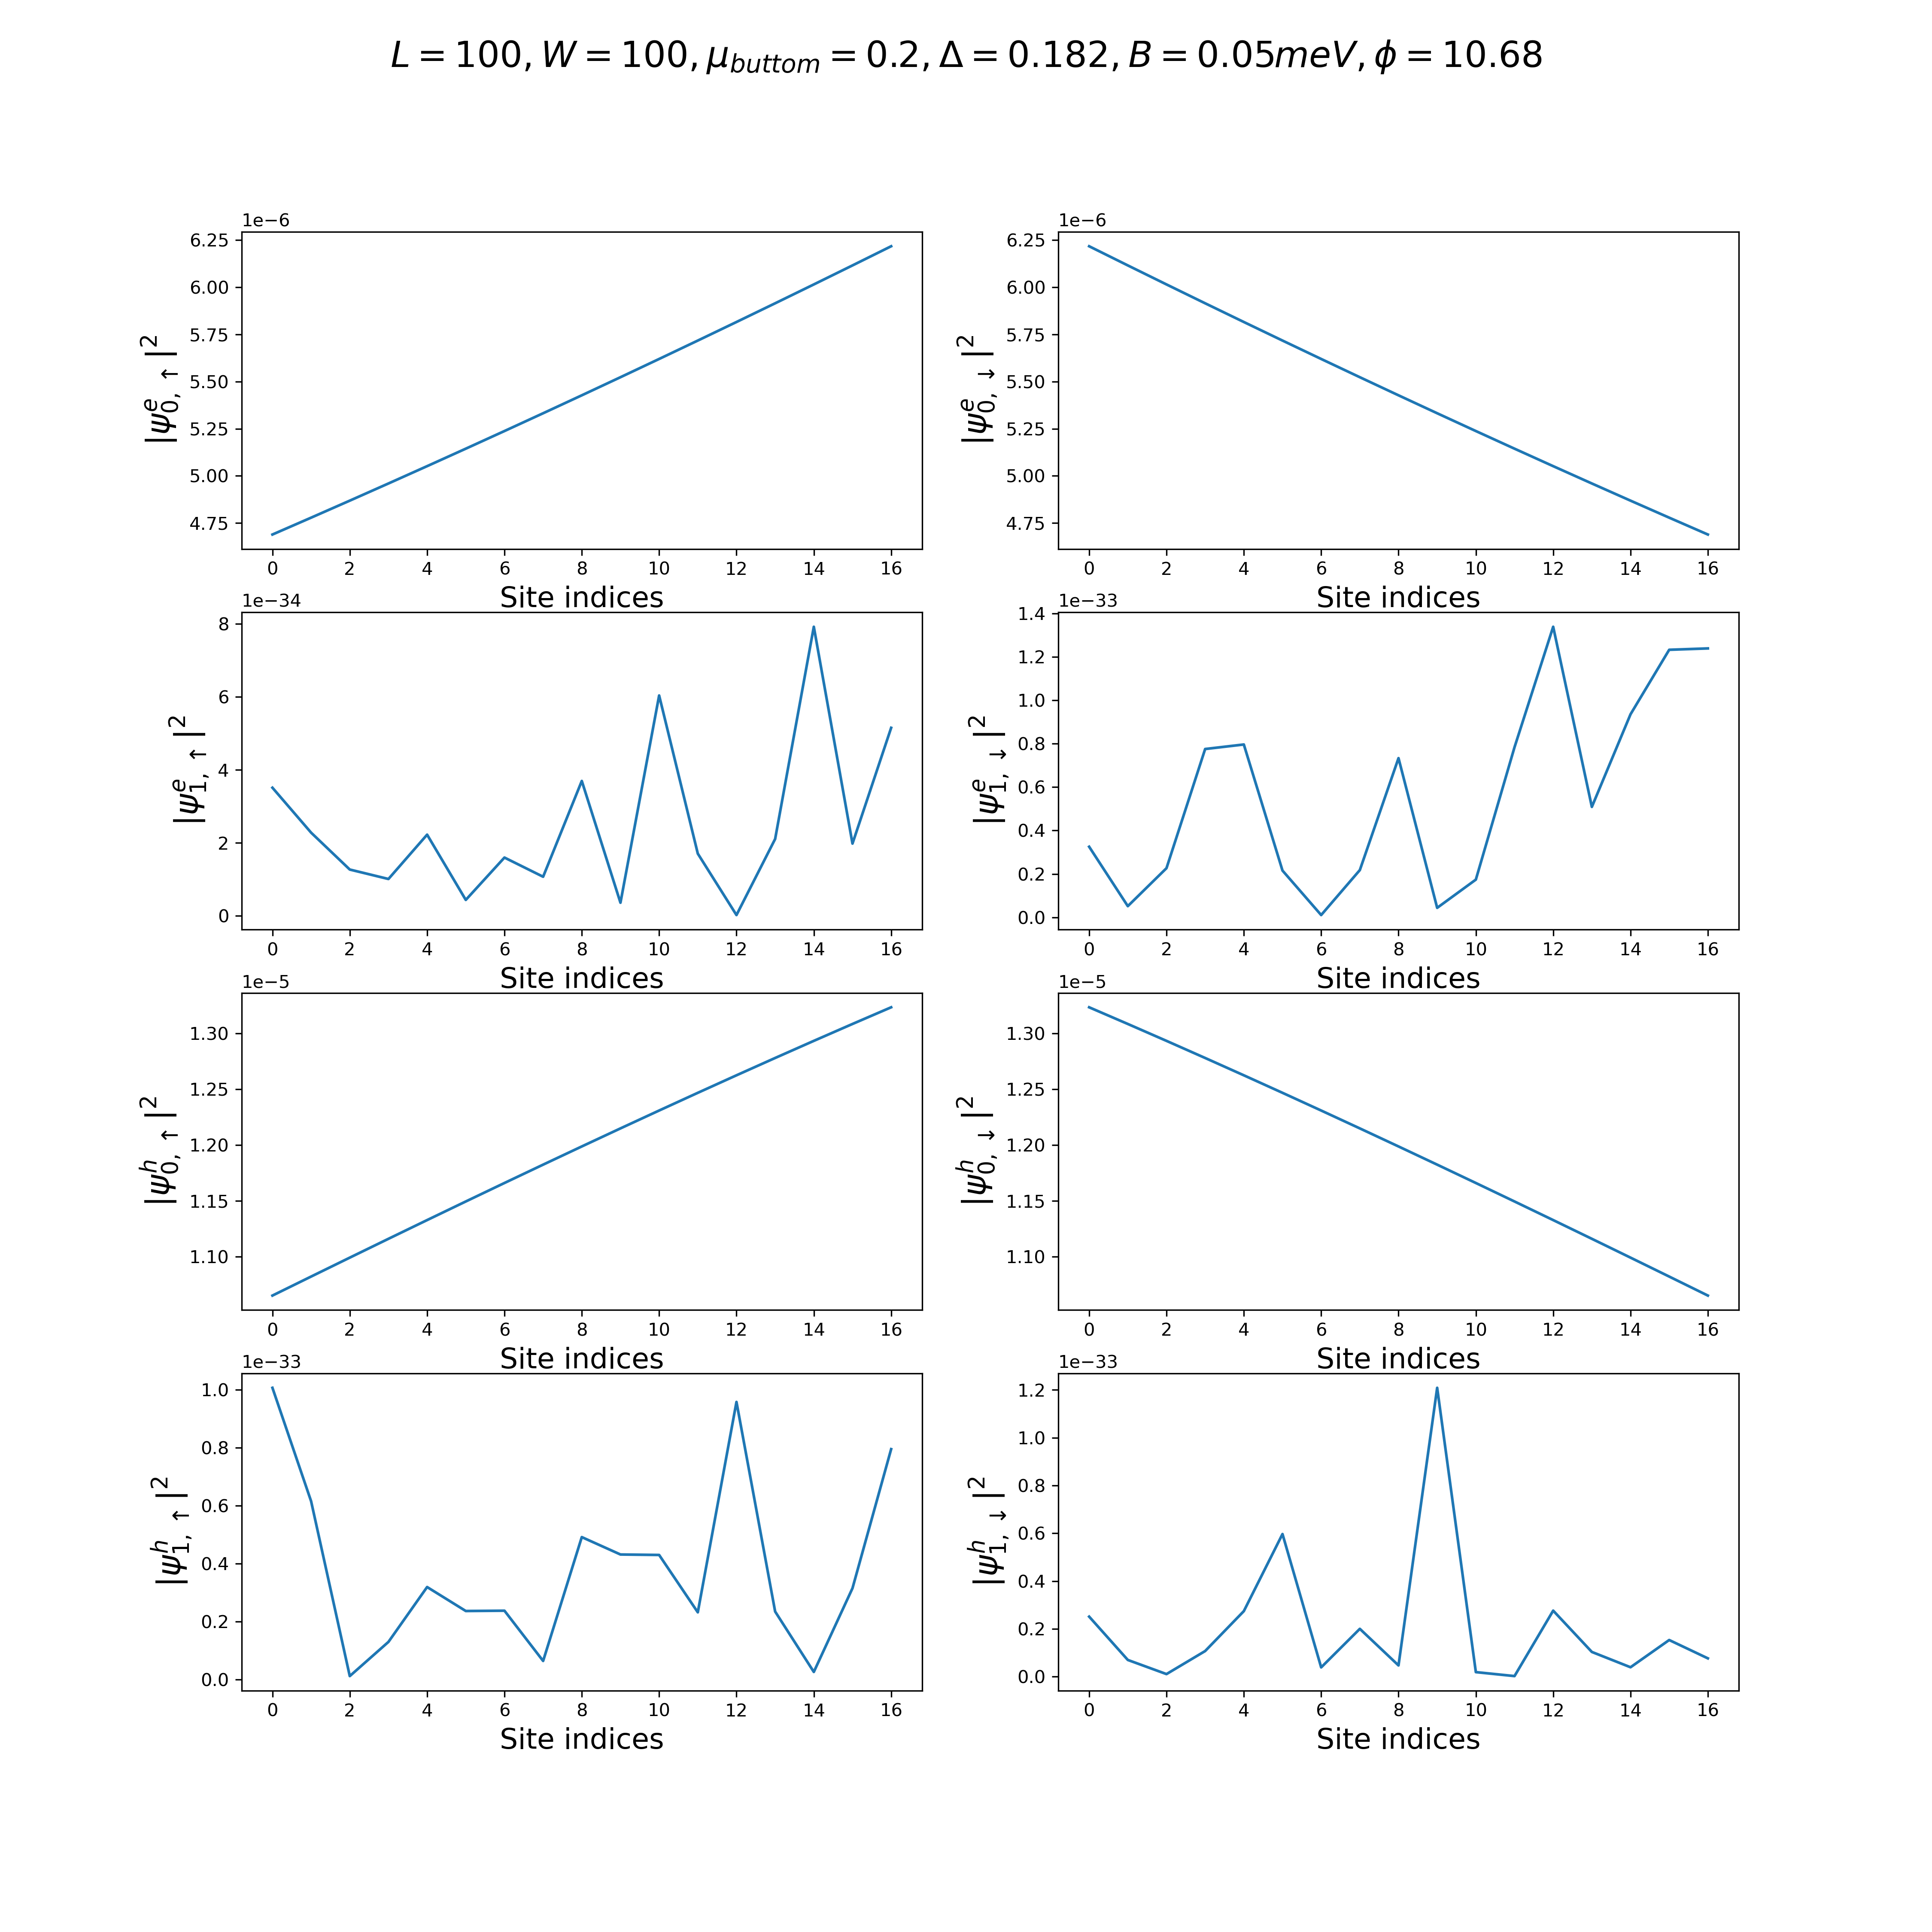 L = 100, W = 100, μ_buttom = 0.2, Δ = 0.182, B = 0.05meV, ϕ = 10.68
1e−6
6.25
6.00
5.75
5.50
5.25
5.00
4.75
|ψ^e_{0,↑}|^2
0 2 4 6 8 10 12 14 16
Site indices
1e−6
6.25
6.00
5.75
5.50
5.25
5.00
4.75
|ψ^e_{0,↓}|^2
0 2 4 6 8 10 12 14 16
Site indices
1e−34
8
6
4
2
0
|ψ^e_{1,↑}|^2
0 2 4 6 8 10 12 14 16
Site indices
1e−33
1.4
1.2
1.0
0.8
0.6
0.4
0.2
0.0
|ψ^e_{1,↓}|^2
0 2 4 6 8 10 12 14 16
Site indices
1e−5
1.30
1.25
1.20
1.15
1.10
|ψ^h_{0,↑}|^2
0 2 4 6 8 10 12 14 16
Site indices
1e−5
1.30
1.25
1.20
1.15
1.10
|ψ^h_{0,↓}|^2
0 2 4 6 8 10 12 14 16
Site indices
1e−33
1.0
0.8
0.6
0.4
0.2
0.0
|ψ^h_{1,↑}|^2
0 2 4 6 8 10 12 14 16
Site indices
1e−33
1.2
1.0
0.8
0.6
0.4
0.2
0.0
|ψ^h_{1,↓}|^2
0 2 4 6 8 10 12 14 16
Site indices